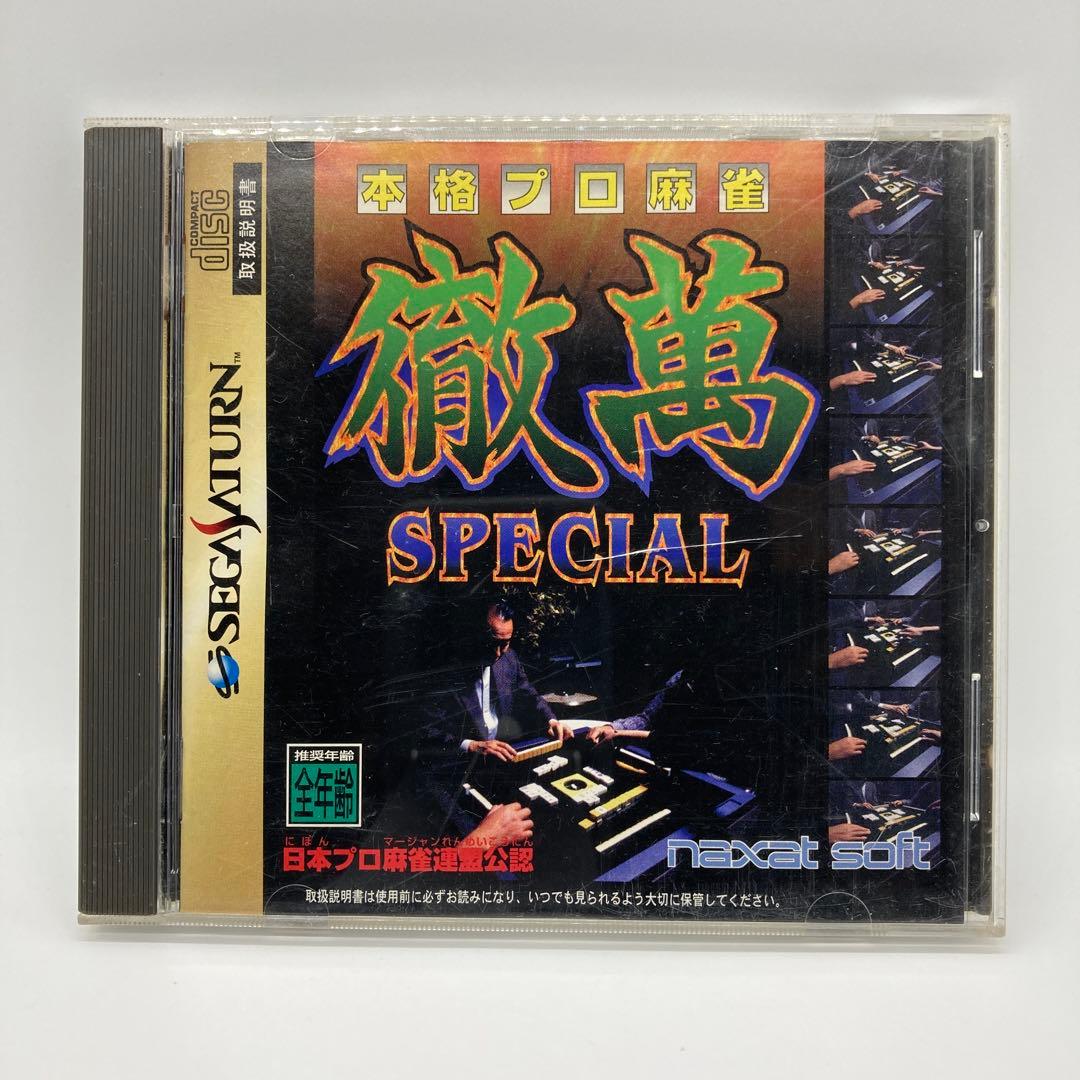 本格プロ麻雀
徹萬
SPECIAL
COMPACT
disc
取扱説明書
SEGA SATURN™
推奨年齢
全年齢
にほん マージャンれんめいこうにん
日本プロ麻雀連盟公認
naxat soft
取扱説明書は使用前に必ずお読みになり、いつでも見られるよう大切に保管してください。